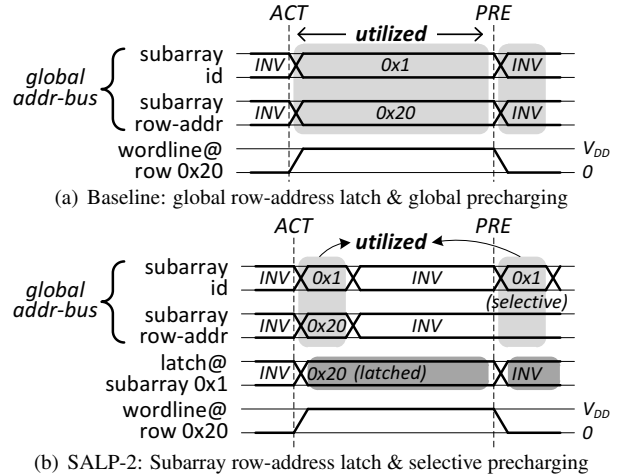 ACT PRE
utilized
subarray id INV 0x1 INV
global addr-bus
subarray row-addr INV 0x20 INV
wordline@ row 0x20 VDD 0
(a) Baseline: global row-address latch & global precharging
ACT PRE
utilized
subarray id INV 0x1 INV 0x1
(selective)
global addr-bus
subarray row-addr INV 0x20 INV
latch@ subarray 0x1 INV 0x20 (latched) INV
wordline@ row 0x20 VDD 0
(b) SALP-2: Subarray row-address latch & selective precharging